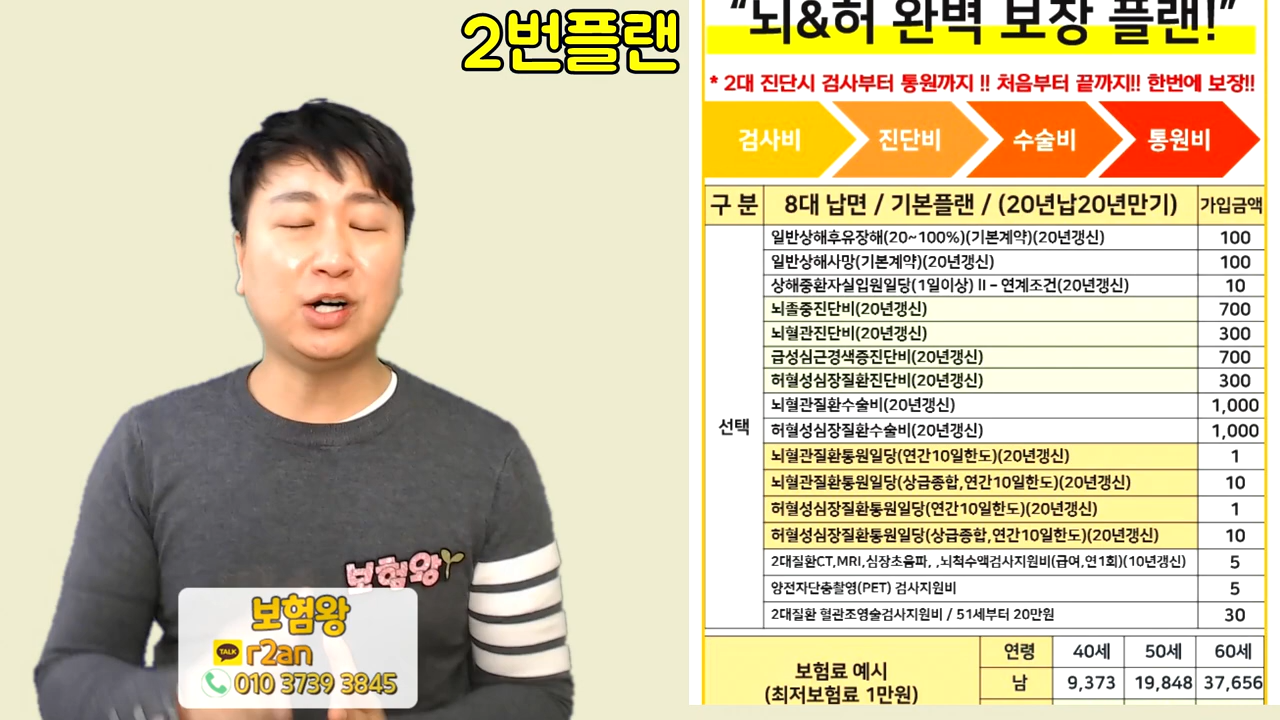 2번플랜
보험왕
보험왕
TALK r2an
010 3739 3845
"뇌&허 완벽 보장 플랜!"
* 2대 진단시 검사부터 통원까지 !! 처음부터 끝까지!! 한번에 보장!!
검사비 진단비 수술비 통원비
구 분 8대 납면 / 기본플랜 / (20년납20년만기) 가입금액
선택
일반상해후유장해(20~100%)(기본계약)(20년갱신) 100
일반상해사망(기본계약)(20년갱신) 100
상해중환자실입원일당(1일이상) II - 연계조건(20년갱신) 10
뇌졸중진단비(20년갱신) 700
뇌혈관진단비(20년갱신) 300
급성심근경색증진단비(20년갱신) 700
허혈성심장질환진단비(20년갱신) 300
뇌혈관질환수술비(20년갱신) 1,000
허혈성심장질환수술비(20년갱신) 1,000
뇌혈관질환통원일당(연간10일한도)(20년갱신) 1
뇌혈관질환통원일당(상급종합,연간10일한도)(20년갱신) 10
허혈성심장질환통원일당(연간10일한도)(20년갱신) 1
허혈성심장질환통원일당(상급종합,연간10일한도)(20년갱신) 10
2대질환CT,MRI,심장초음파, ,뇌척수액검사지원비(급여,연1회)(10년갱신) 5
양전자단층촬영(PET) 검사지원비 5
2대질환 혈관조영술검사지원비 / 51세부터 20만원 30
보험료 예시
(최저보험료 1만원)
연령 40세 50세 60세
남 9,373 19,848 37,656